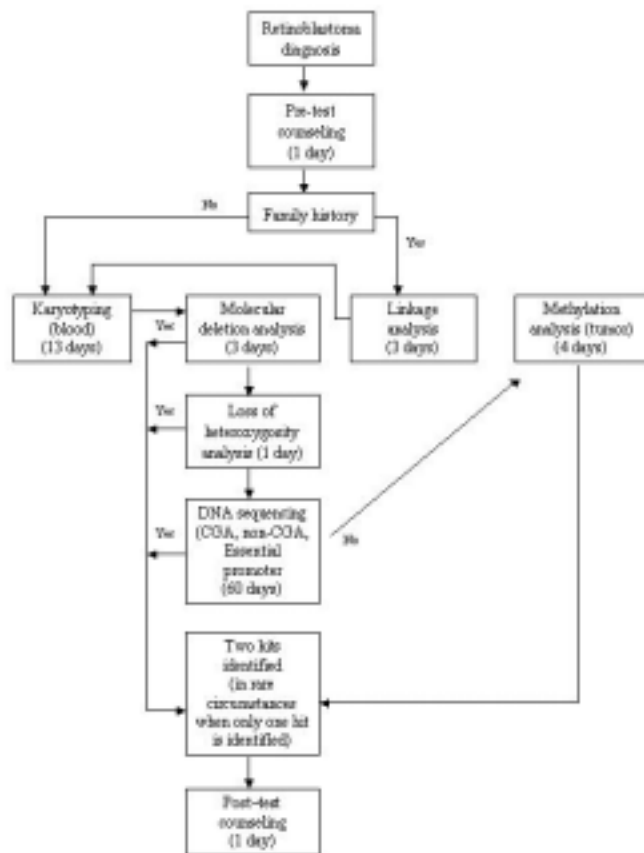 Retinoblastoma
diagnosis
Pre-test
counseling
(1 day)
Family history
No
Yes
Karyotyping
(blood)
(13 days)
Yes
Molecular
deletion analysis
(3 days)
Linkage
analysis
(3 days)
Methylation
analysis (tumor)
(4 days)
Yes
Loss of
heterozygosity
analysis (1 day)
Yes
DNA sequencing
(CGA, non-CGA,
Essential
promoter
(60 days)
No
Two hits
identified
(in rare
circumstances
when only one hit
is identified)
Post-test
counseling
(1 day)